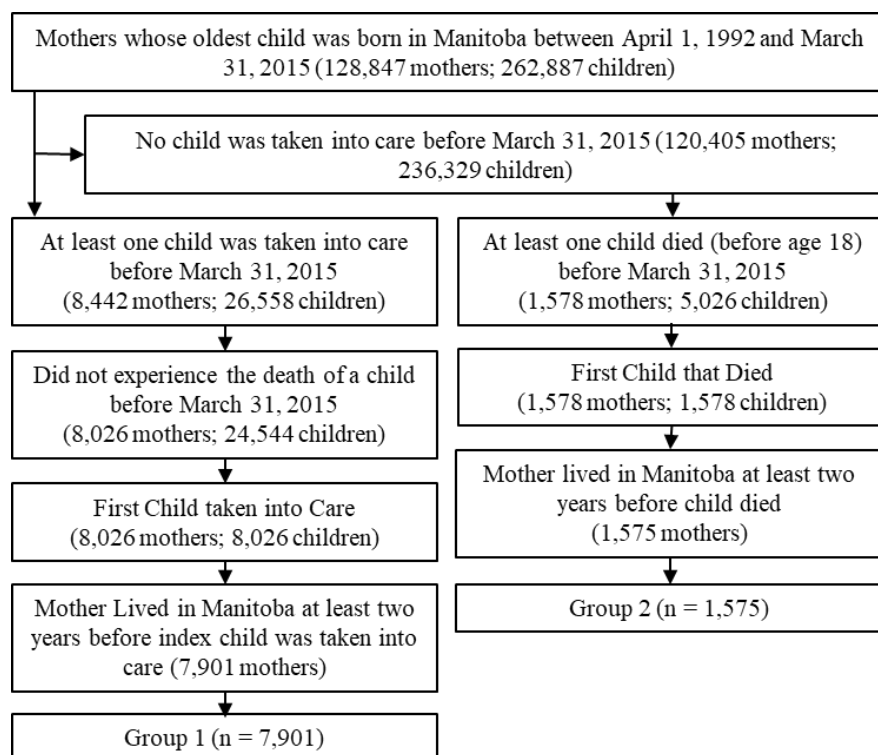 Mothers whose oldest child was born in Manitoba between April 1, 1992 and March
31, 2015 (128,847 mothers; 262,887 children)
No child was taken into care before March 31, 2015 (120,405 mothers;
236,329 children)
At least one child was taken into care
before March 31, 2015
(8,442 mothers; 26,558 children)
Did not experience the death of a child
before March 31, 2015
(8,026 mothers; 24,544 children)
First Child taken into Care
(8,026 mothers; 8,026 children)
Mother Lived in Manitoba at least two
years before index child was taken into
care (7,901 mothers)
Group 1 (n = 7,901)
At least one child died (before age 18)
before March 31, 2015
(1,578 mothers; 5,026 children)
First Child that Died
(1,578 mothers; 1,578 children)
Mother lived in Manitoba at least two
years before child died
(1,575 mothers)
Group 2 (n = 1,575)